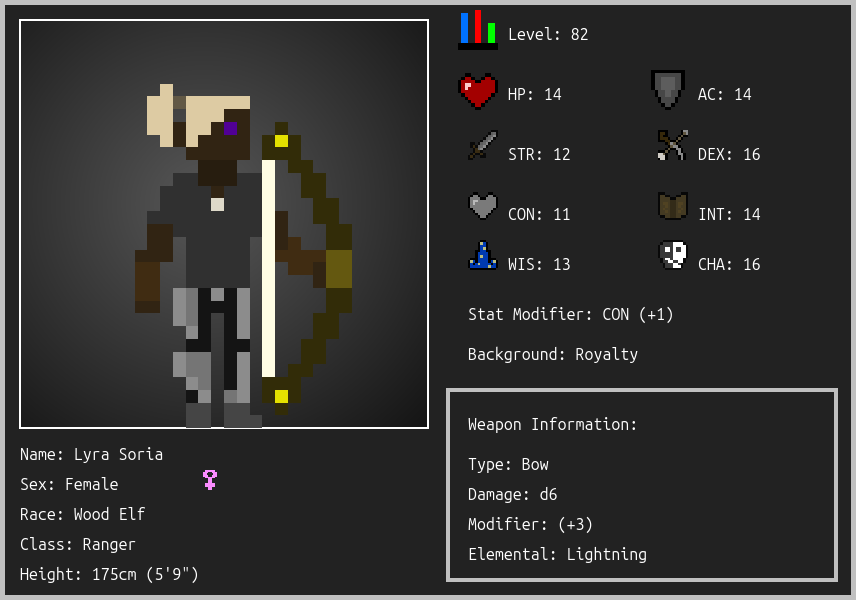 Level: 82
HP: 14
AC: 14
STR: 12
DEX: 16
CON: 11
INT: 14
WIS: 13
CHA: 16
Stat Modifier: CON (+1)
Background: Royalty
Weapon Information:
Type: Bow
Damage: d6
Modifier: (+3)
Elemental: Lightning
Name: Lyra Soria
Sex: Female
Race: Wood Elf
Class: Ranger
Height: 175cm (5'9")